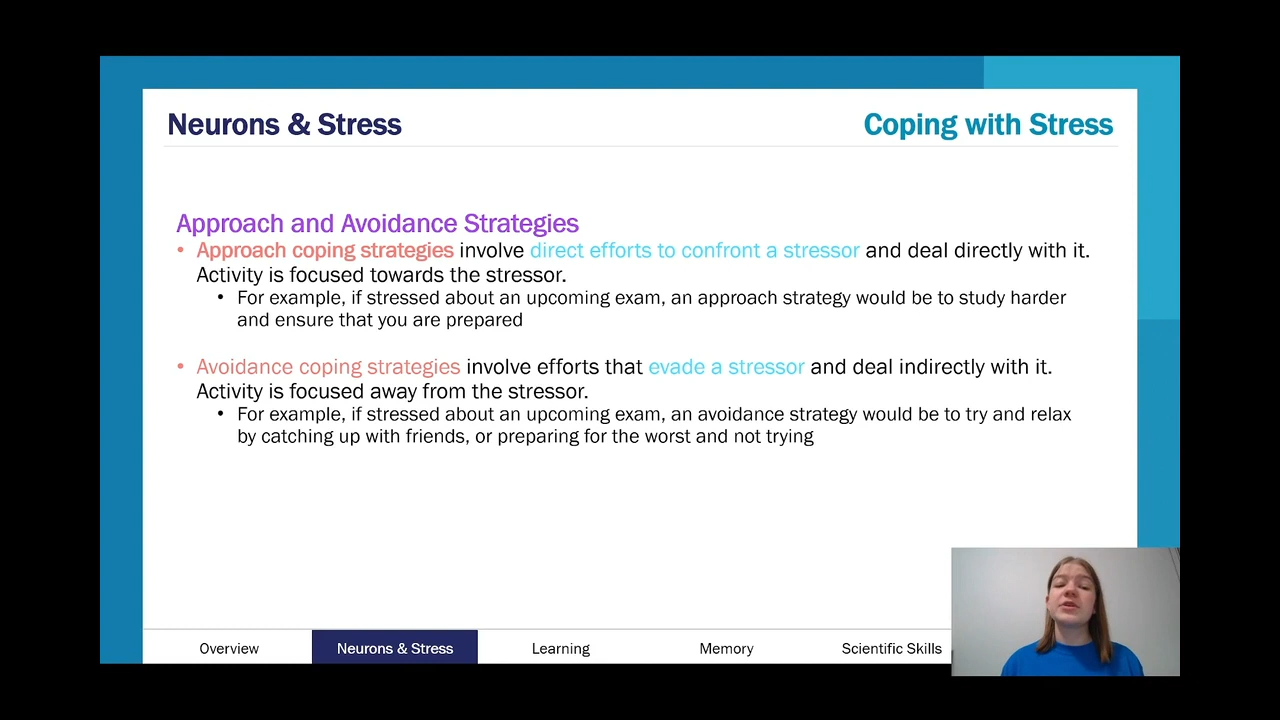 Neurons & Stress
Coping with Stress
Approach and Avoidance Strategies
• Approach coping strategies involve direct efforts to confront a stressor and deal directly with it.
Activity is focused towards the stressor.
• For example, if stressed about an upcoming exam, an approach strategy would be to study harder
and ensure that you are prepared
• Avoidance coping strategies involve efforts that evade a stressor and deal indirectly with it.
Activity is focused away from the stressor.
• For example, if stressed about an upcoming exam, an avoidance strategy would be to try and relax
by catching up with friends, or preparing for the worst and not trying
Overview
Neurons & Stress
Learning
Memory
Scientific Skills